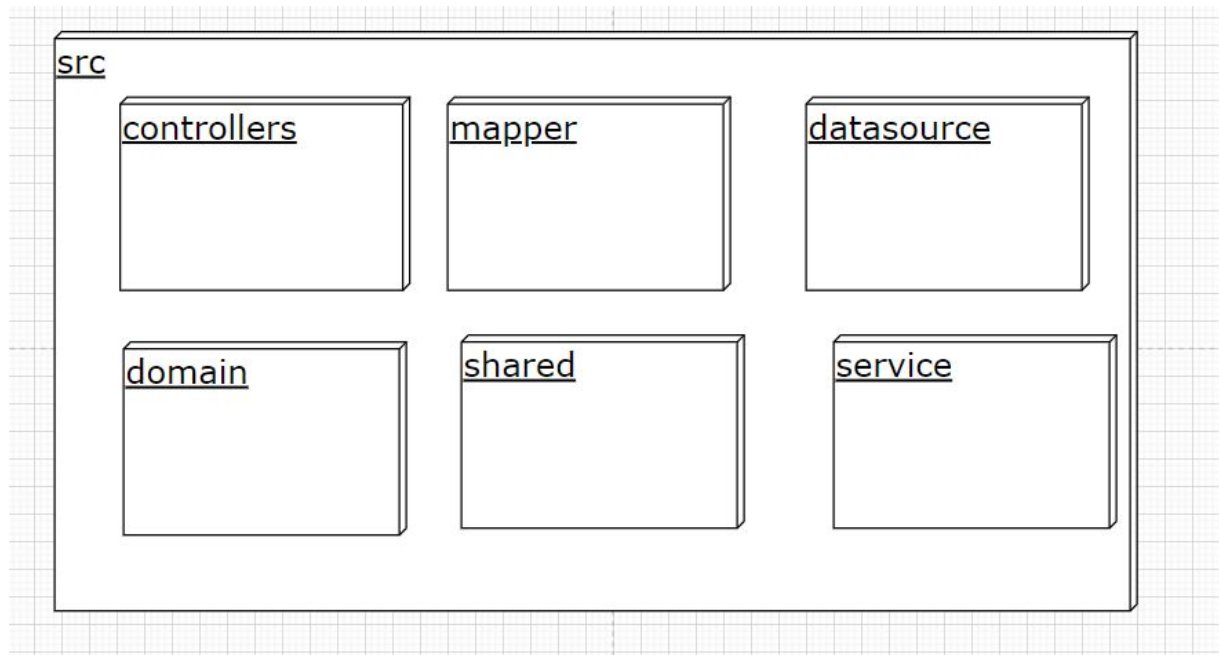 src
controllers
mapper
datasource
domain
shared
service